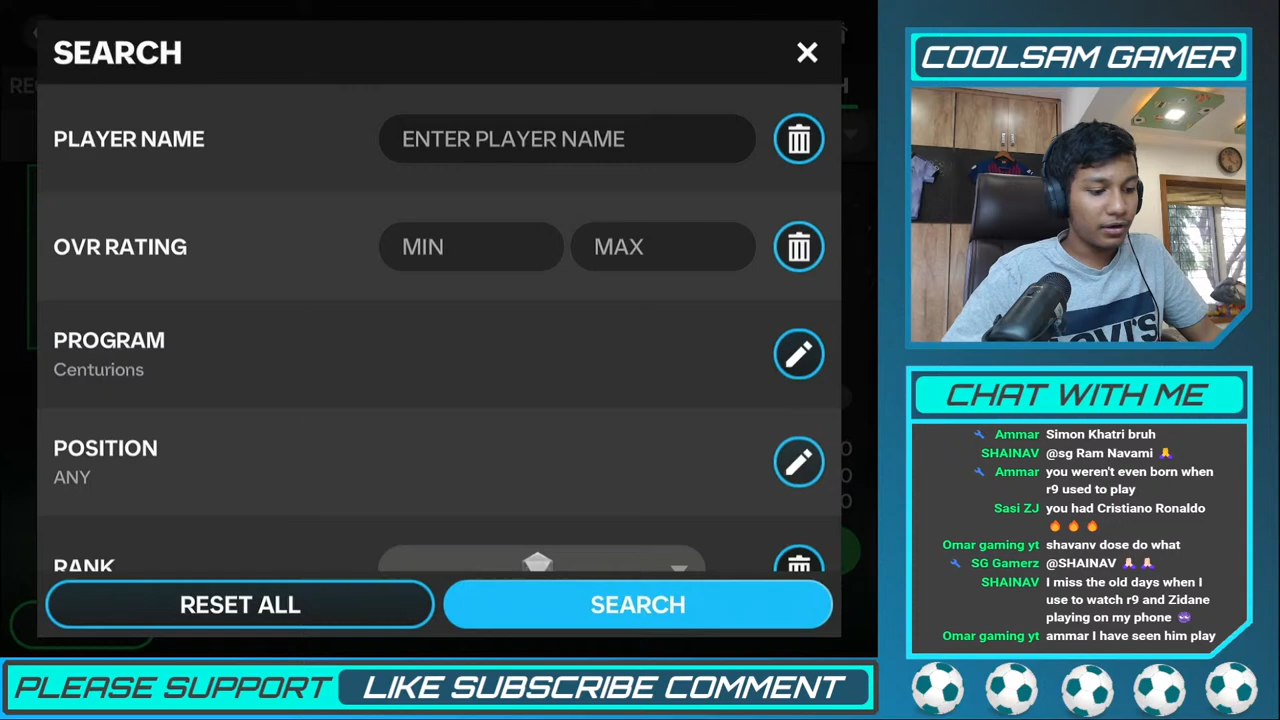 SEARCH
PLAYER NAME
ENTER PLAYER NAME
OVR RATING
MIN
MAX
PROGRAM
Centurions
POSITION
ANY
RANK
RESET ALL
SEARCH
PLEASE SUPPORT
LIKE SUBSCRIBE COMMENT
COOLSAM GAMER
CHAT WITH ME
Ammar Simon Khatri bruh
SHAINAV @sg Ram Navami 🙏
Ammar you weren't even born when
r9 used to play
Sasi ZJ you had Cristiano Ronaldo
🔥 🔥 🔥
Omar gaming yt shavanv dose do what
SG Gamerz @SHAINAV 🙏🏻 🙏🏻
SHAINAV I miss the old days when I
use to watch r9 and Zidane
playing on my phone
Omar gaming yt ammar I have seen him play